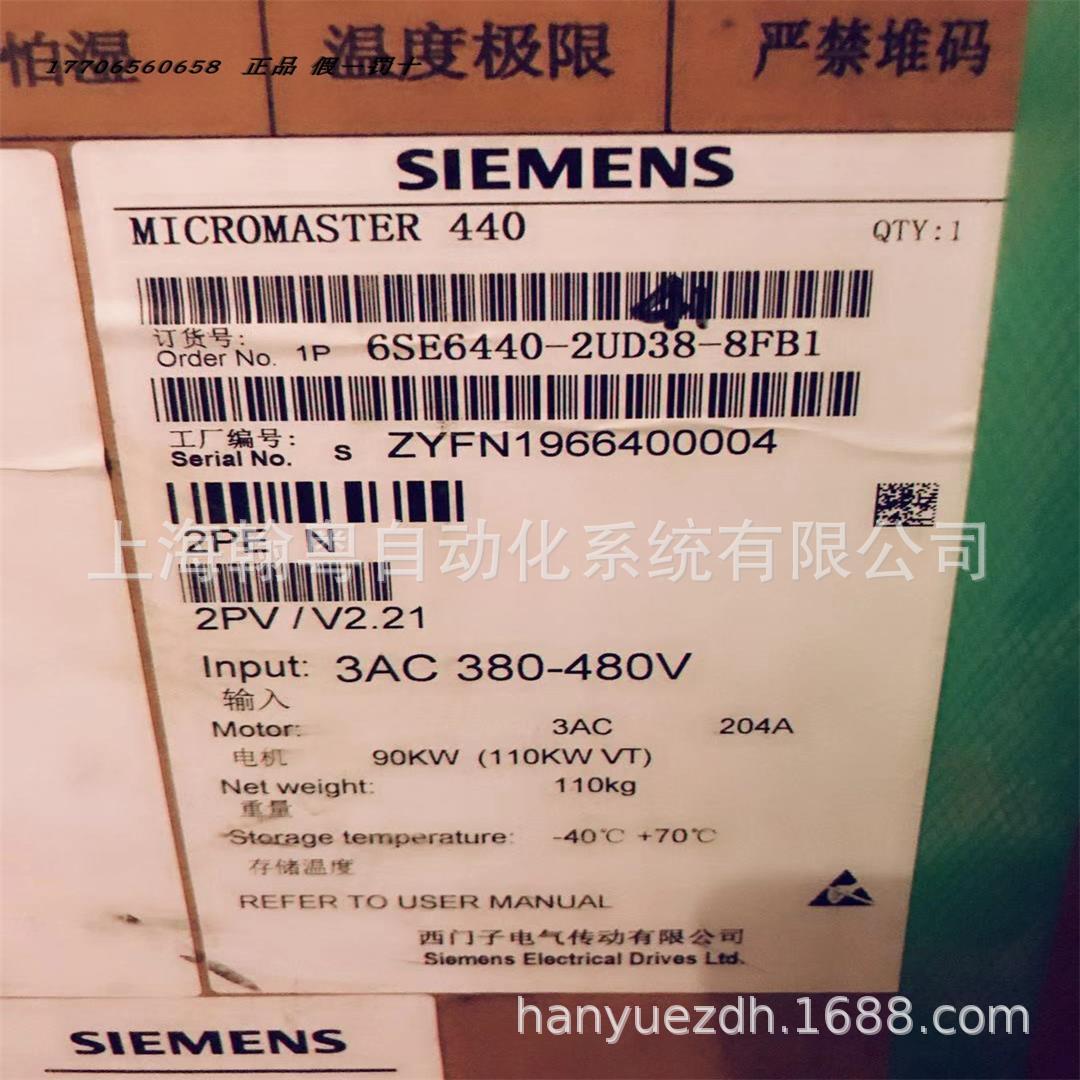 怕湿 温度极限 严禁堆码
17706560658 正品 假一罚十
SIEMENS
MICROMASTER 440 QTY:1
订货号:
Order No. 1P 6SE6440-2UD38-8FB1
工厂编号:
Serial No. S ZYFN1966400004
2PE N
上海翰粤自动化系统有限公司
2PV / V2.21
Input: 3AC 380-480V
输入
Motor: 3AC 204A
电机 90KW (110KW VT)
Net weight: 110kg
重量
Storage temperature: -40℃ +70℃
存储温度
REFER TO USER MANUAL
西门子电气传动有限公司
Siemens Electrical Drives Ltd.
hanyuezdh.1688.com
SIEMENS